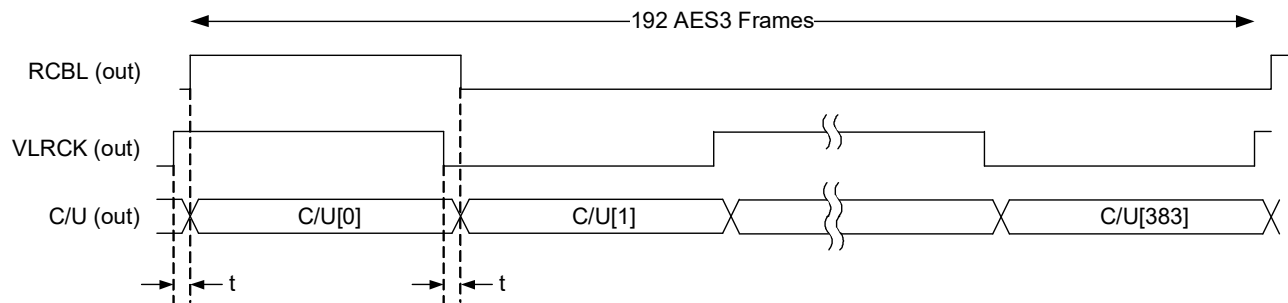 192 AES3 Frames
RCBL (out)
VLRCK (out)
C/U (out) C/U[0] C/U[1] C/U[383]
t t